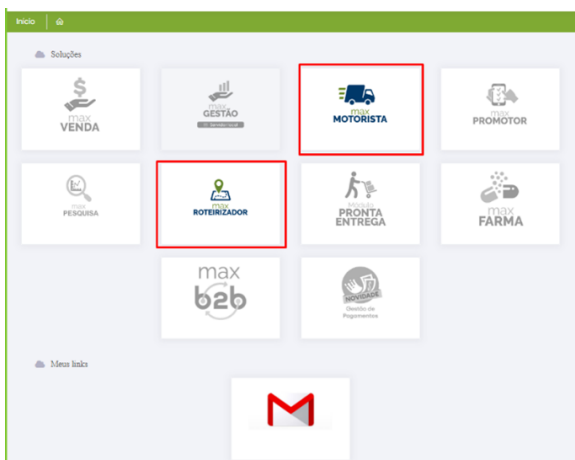 Início
Soluções
max
VENDA
max
GESTÃO
max
MOTORISTA
max
PROMOTOR
max
PESQUISA
max
ROTEIRIZADOR
PRONTA
ENTREGA
max
FARMA
max
b2b
NOVIDADE
Gestão de
Pagamentos
Meus links